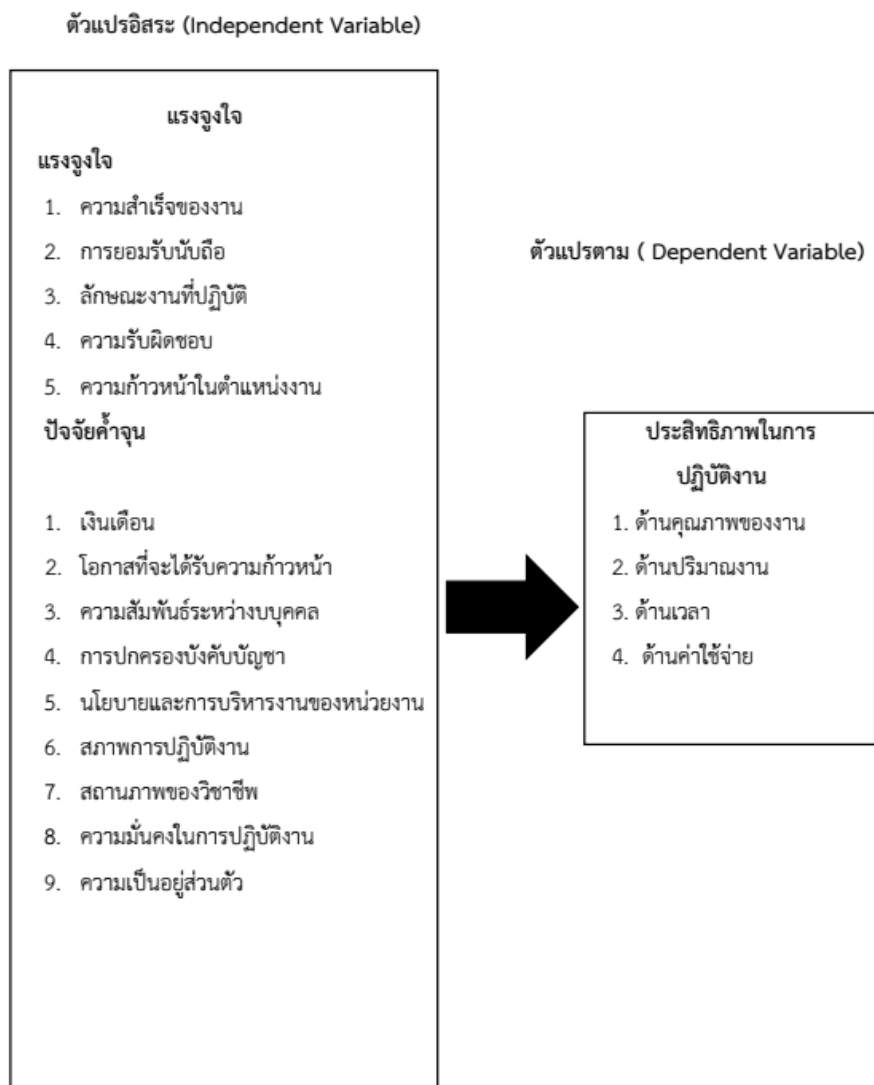 ตัวแปรอิสระ (Independent Variable)
แรงจูงใจ
แรงจูงใจ
1. ความสำเร็จของงาน
2. การยอมรับนับถือ
3. ลักษณะงานที่ปฏิบัติ
4. ความรับผิดชอบ
5. ความก้าวหน้าในตำแหน่งงาน
ปัจจัยค้ำจุน
1. เงินเดือน
2. โอกาสที่จะได้รับความก้าวหน้า
3. ความสัมพันธ์ระหว่างบบุคคล
4. การปกครองบังคับบัญชา
5. นโยบายและการบริหารงานของหน่วยงาน
6. สภาพการปฏิบัติงาน
7. สถานภาพของวิชาชีพ
8. ความมั่นคงในการปฏิบัติงาน
9. ความเป็นอยู่ส่วนตัว
ตัวแปรตาม ( Dependent Variable)
ประสิทธิภาพในการ
ปฏิบัติงาน
1. ด้านคุณภาพของงาน
2. ด้านปริมาณงาน
3. ด้านเวลา
4. ด้านค่าใช้จ่าย